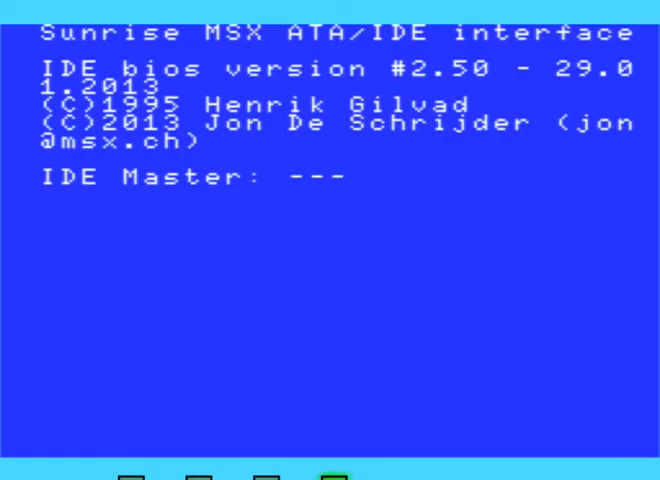 Sunrise MSX ATA/IDE interface
IDE bios version #2.50 - 29.0
1.2013
(C)1995 Henrik Gilvad
(C)2013 Jon De Schrijder (jon
@msx.ch)
IDE Master: ---